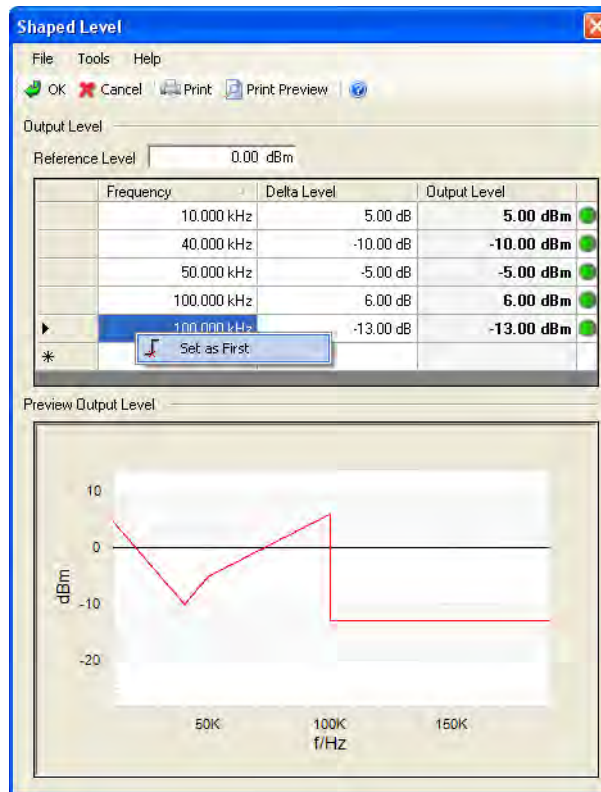 Shaped Level
File Tools Help
OK Cancel Print Print Preview
Output Level
Reference Level 0.00 dBm
Frequency Delta Level Output Level
10.000 kHz 5.00 dB 5.00 dBm
40.000 kHz -10.00 dB -10.00 dBm
50.000 kHz -5.00 dB -5.00 dBm
100.000 kHz 6.00 dB 6.00 dBm
100.000 kHz -13.00 dB -13.00 dBm
* Set as First
Preview Output Level
10
0
-10
-20
dBm
50K 100K 150K
f/Hz